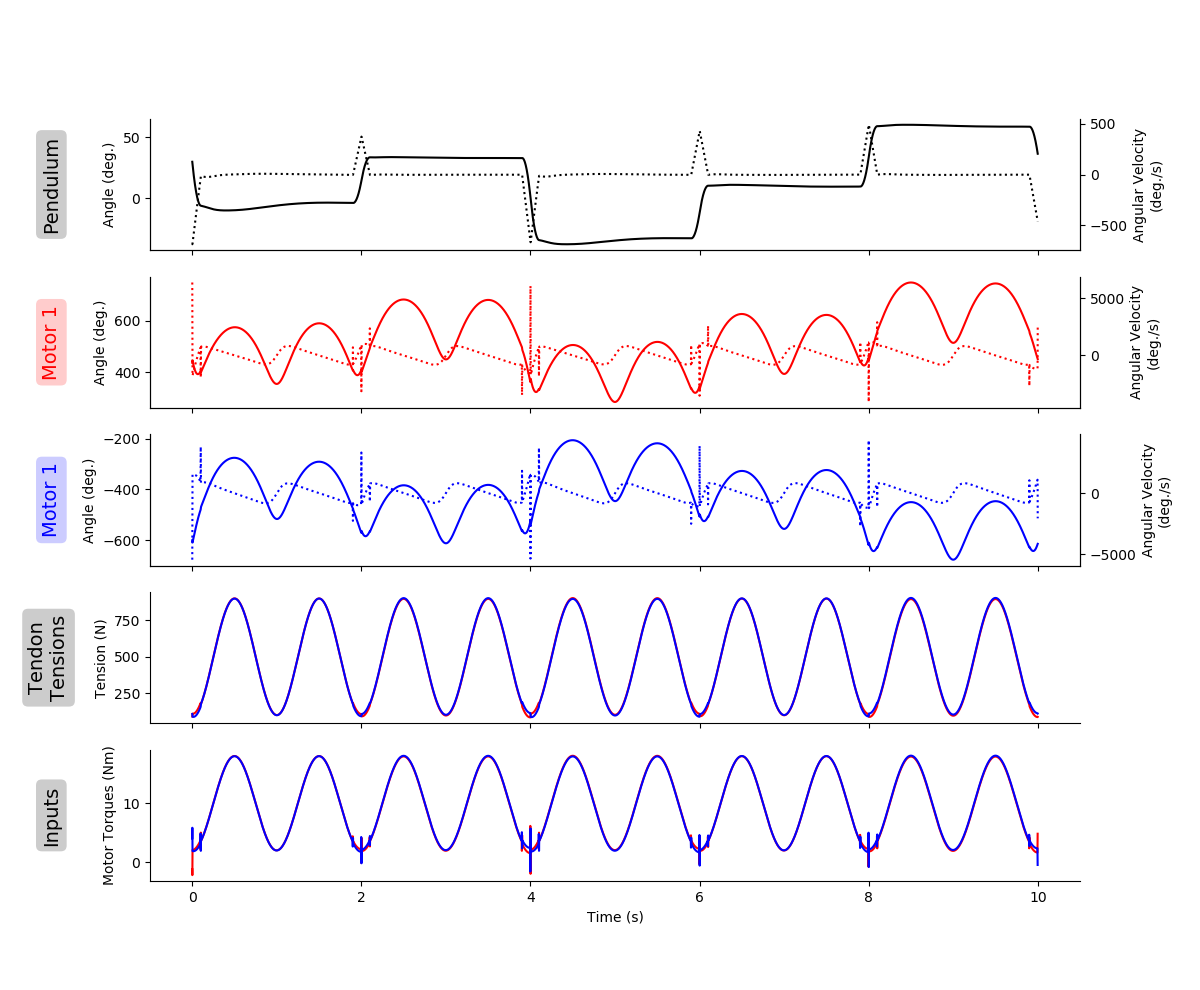 Pendulum
Angle (deg.)
50
0
500
0
−500
Angular Velocity
(deg./s)
Motor 1
Angle (deg.)
600
400
5000
0
Angular Velocity
(deg./s)
Motor 1
Angle (deg.)
−200
−400
−600
0
−5000
Angular Velocity
(deg./s)
Tendon
Tensions
Tension (N)
750
500
250
Inputs
Motor Torques (Nm)
10
0
0 2 4 6 8 10
Time (s)